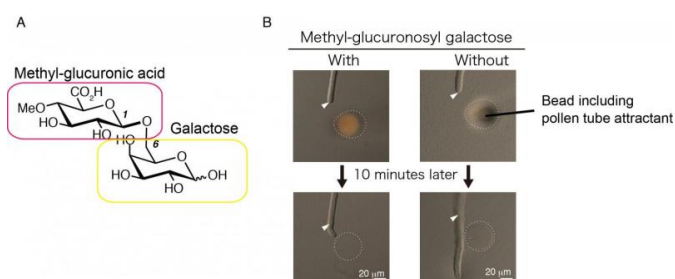 A
Methyl-glucuronic acid
CO2H
MeO
HO
HO
1
O
O
Galactose
HO
6
O
HO
HO
OH
B
Methyl-glucuronosyl galactose
With
Without
Bead including
pollen tube attractant
10 minutes later
20 μm
20 μm